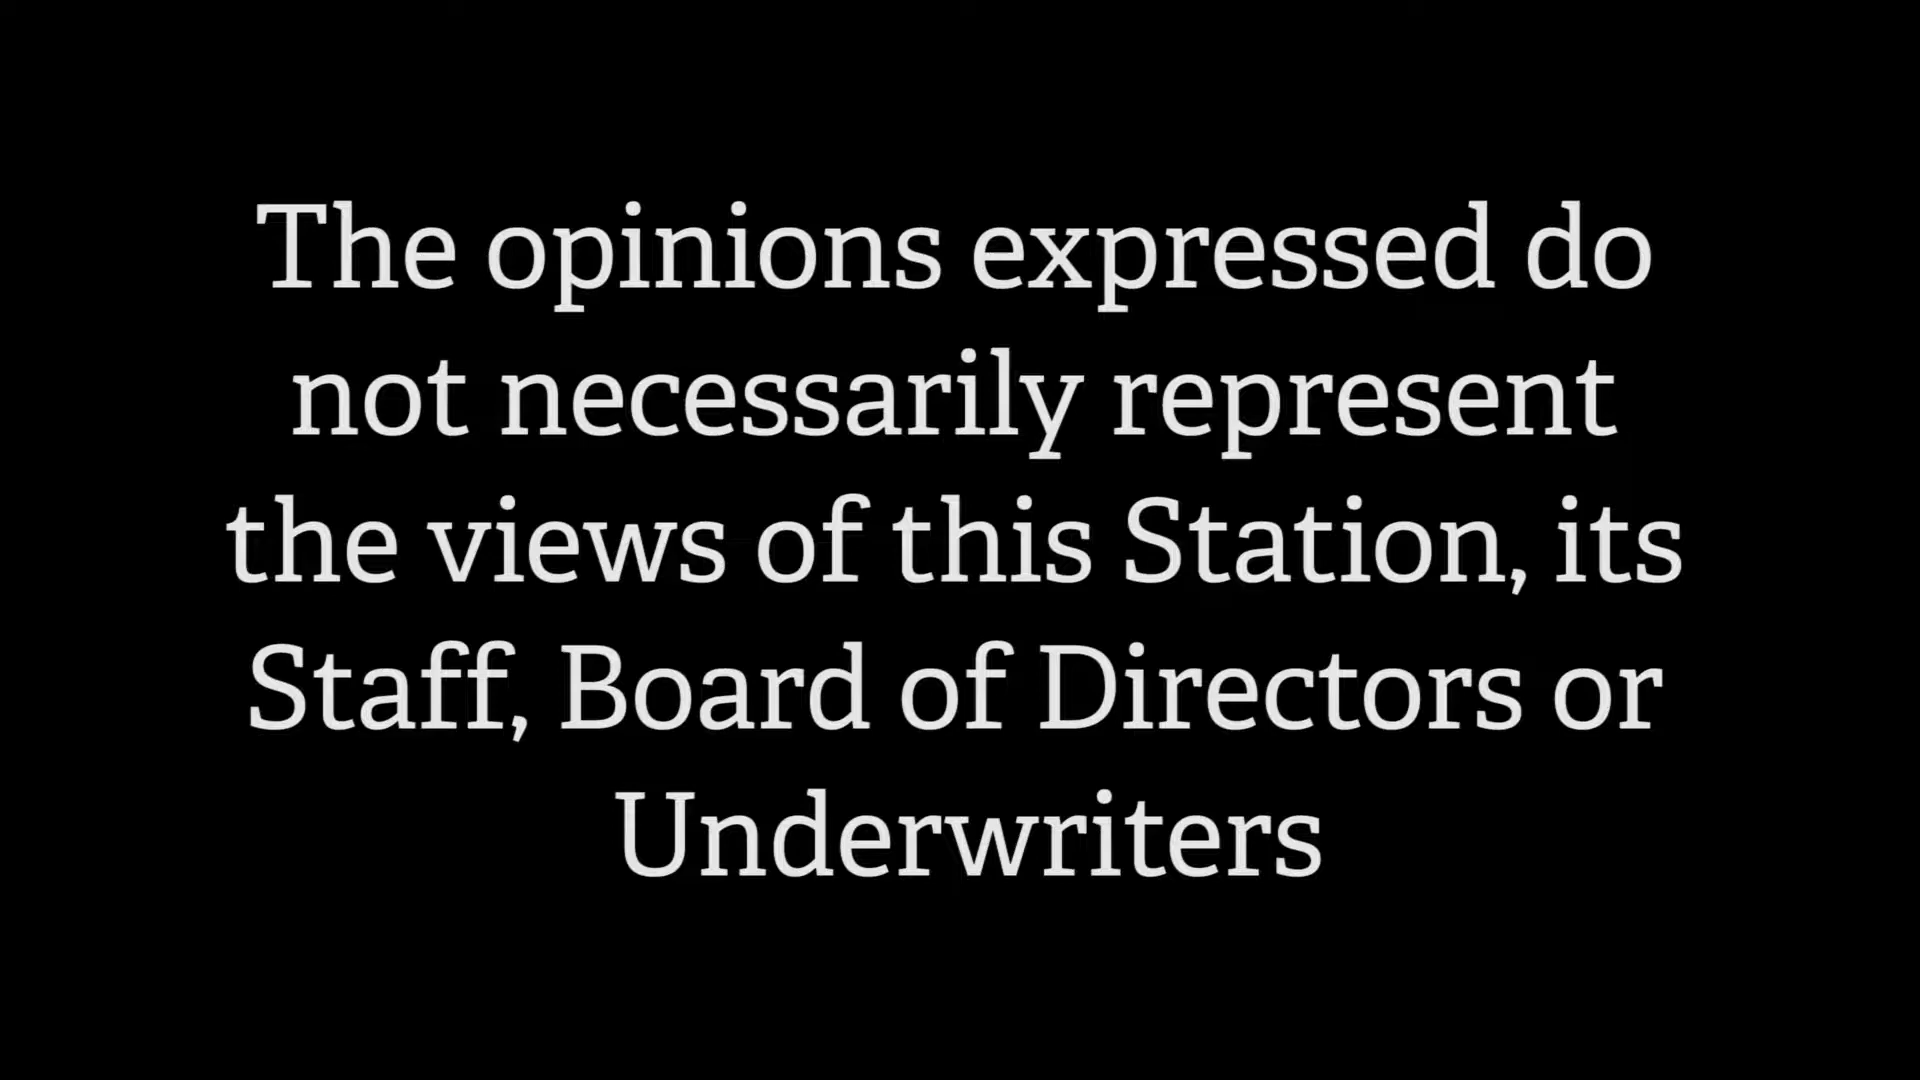 The opinions expressed do
not necessarily represent
the views of this Station, its
Staff, Board of Directors or
Underwriters